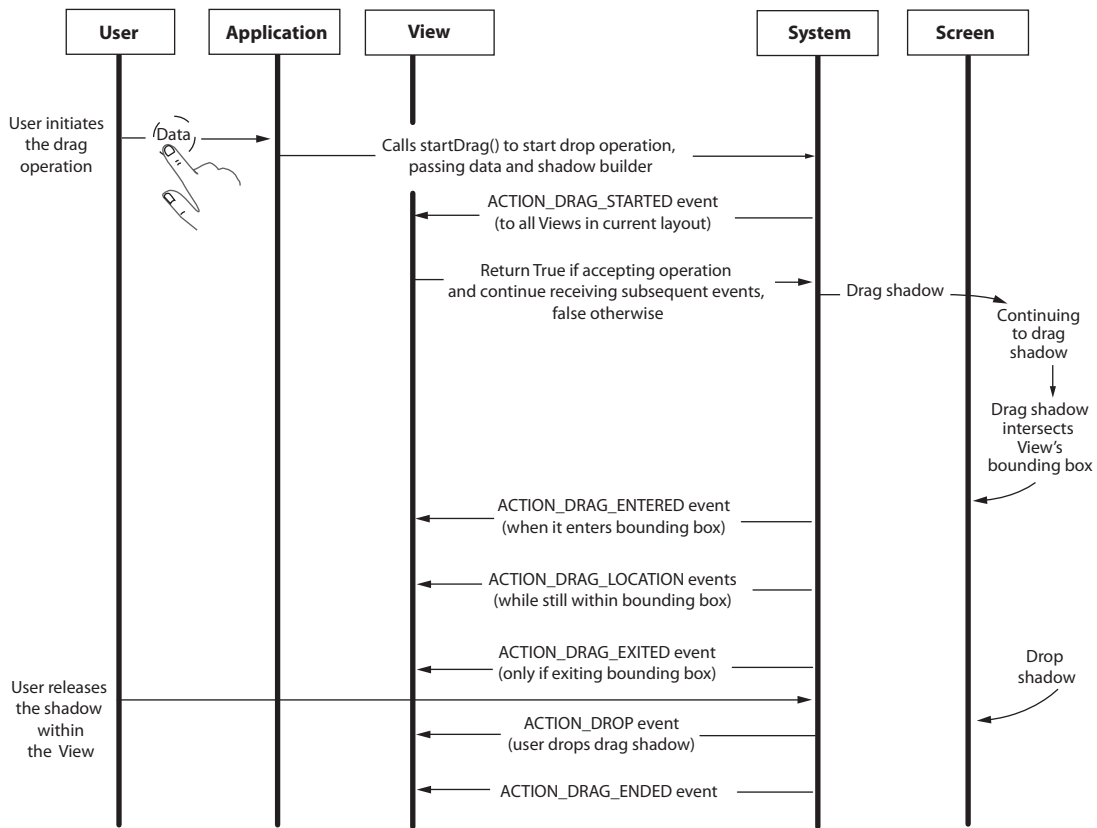 User
Application
View
System
Screen
User initiates
the drag
operation
Data
Calls startDrag() to start drop operation,
passing data and shadow builder
ACTION_DRAG_STARTED event
(to all Views in current layout)
Return True if accepting operation
and continue receiving subsequent events,
false otherwise
Drag shadow
Continuing
to drag
shadow
Drag shadow
intersects
View's
bounding box
ACTION_DRAG_ENTERED event
(when it enters bounding box)
ACTION_DRAG_LOCATION events
(while still within bounding box)
ACTION_DRAG_EXITED event
(only if exiting bounding box)
Drop
shadow
User releases
the shadow
within
the View
ACTION_DROP event
(user drops drag shadow)
ACTION_DRAG_ENDED event